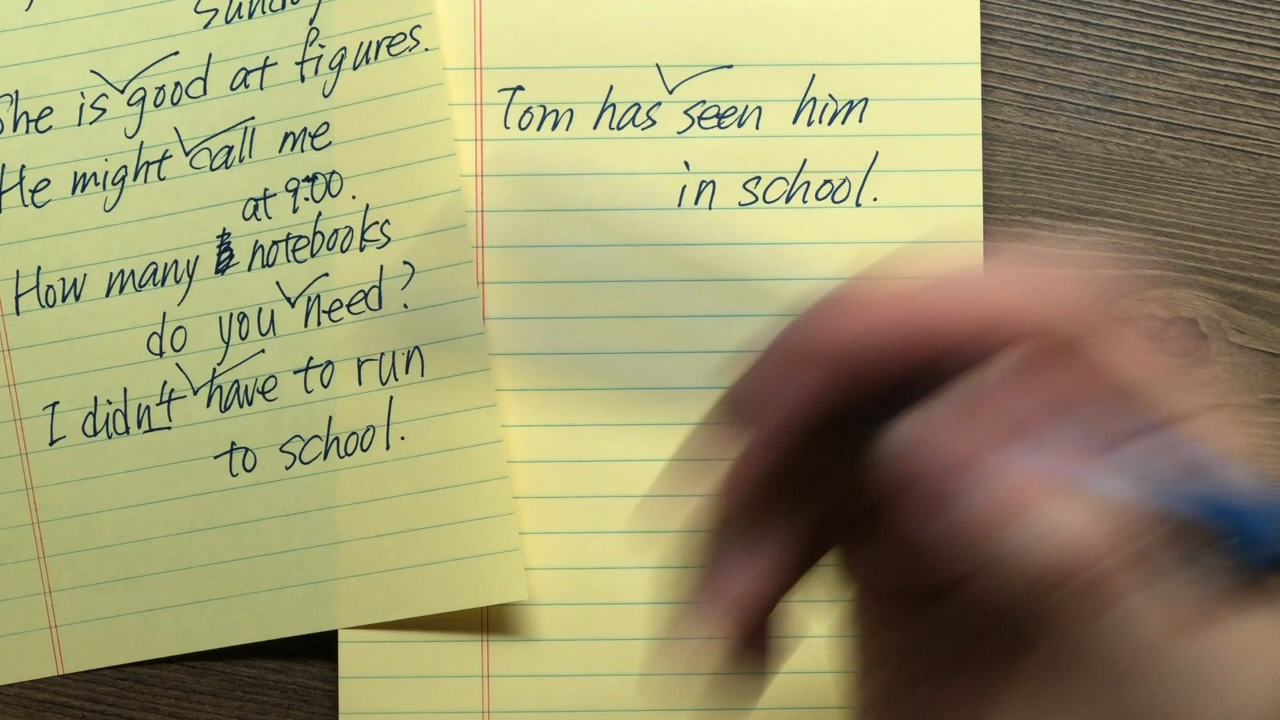 Sunday
She is good at figures.
He might call me
at 9:00.
How many notebooks
do you need?
I didn't have to run
to school.
Tom has seen him
in school.